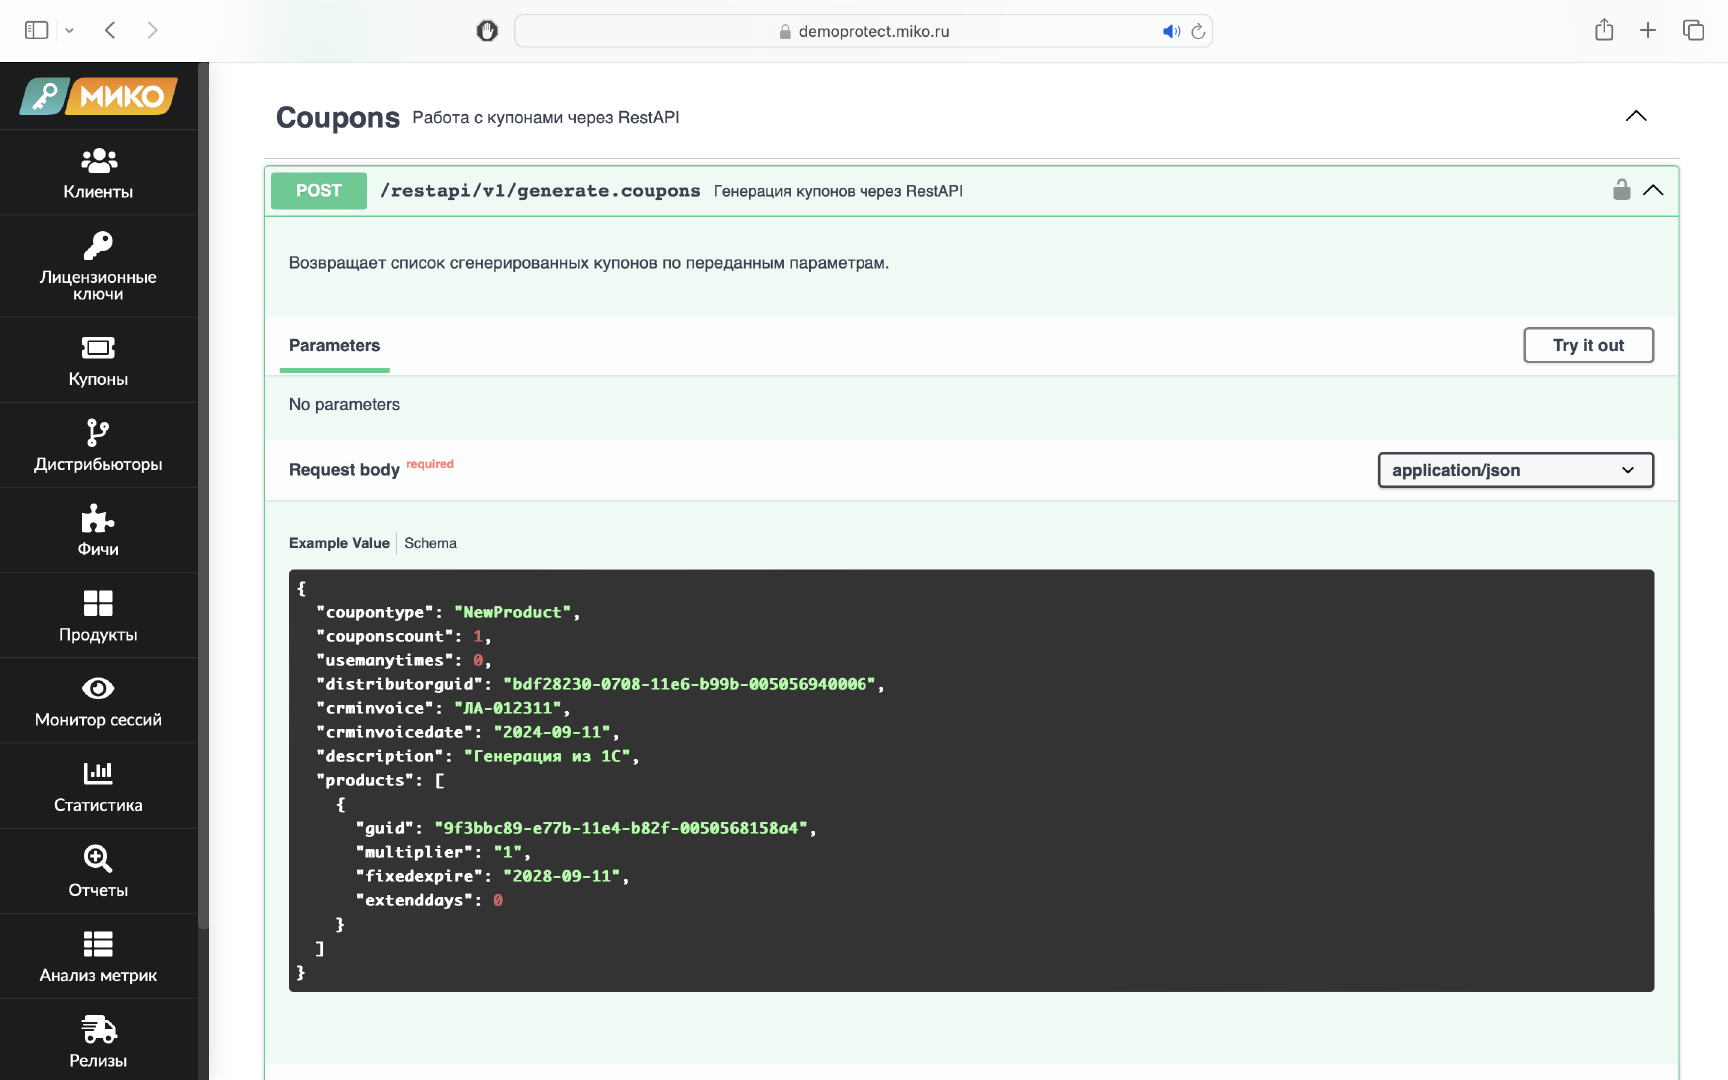 demoprotect.miko.ru
МИКО
Клиенты
Лицензионные
ключи
Купоны
Дистрибьюторы
Фичи
Продукты
Монитор сессий
Статистика
Отчеты
Анализ метрик
Релизы
Coupons Работа с купонами через RestAPI
POST /restapi/v1/generate.coupons Генерация купонов через RestAPI
Возвращает список сгенерированных купонов по переданным параметрам.
Parameters
Try it out
No parameters
Request body required
application/json
Example Value Schema
{
  "coupontype": "NewProduct",
  "couponscount": 1,
  "usemanytimes": 0,
  "distributorguid": "bdf28230-0708-11e6-b99b-005056940006",
  "crminvoice": "ЛА-012311",
  "crminvoicedate": "2024-09-11",
  "description": "Генерация из 1С",
  "products": [
    {
      "guid": "9f3bbc89-e77b-11e4-b82f-0050568158a4",
      "multiplier": "1",
      "fixedexpire": "2028-09-11",
      "extenddays": 0
    }
  ]
}